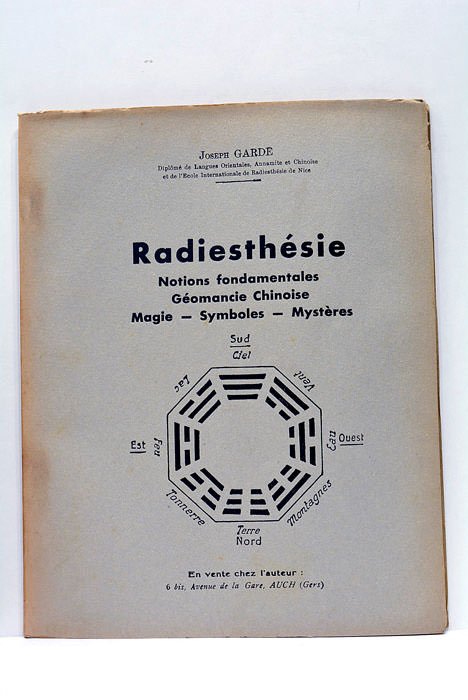 Joseph GARDE
Diplômé de Langues Orientales, Annamite et Chinoise
et de l'Ecole Internationale de Radiesthésie de Nice
Radiesthésie
Notions fondamentales
Géomancie Chinoise
Magie — Symboles — Mystères
Sud
Ciel
Lac
Vent
Est
Feu
Eau
Ouest
Tonnerre
Montagnes
Terre
Nord
En vente chez l'auteur :
6 bis, Avenue de la Gare, AUCH (Gers)